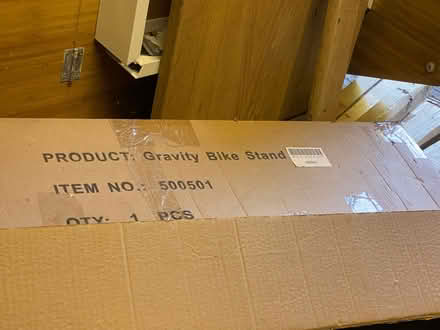 PRODUCT: Gravity Bike Stand
ITEM NO.: 500501
QTY: 1 PCS